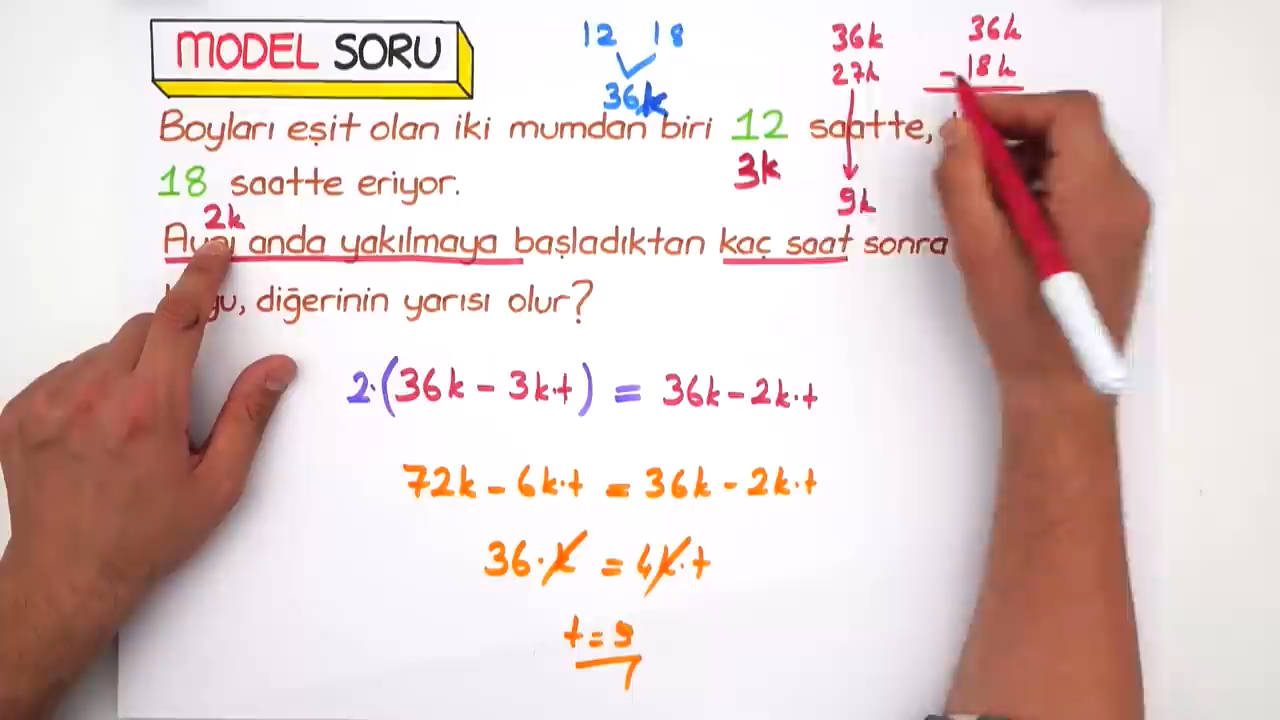 MODEL SORU
12 18
36k
36k
27k
9k
36k
- 18k
Boyları eşit olan iki mumdan biri 12 saatte,
3k
18 saatte eriyor.
2k
Aynı anda yakılmaya başladıktan kaç saat sonra
boyu, diğerinin yarısı olur?
2·(36k - 3k·t) = 36k - 2k·t
72k - 6k·t = 36k - 2k·t
36·k = 4k·t
t = 9